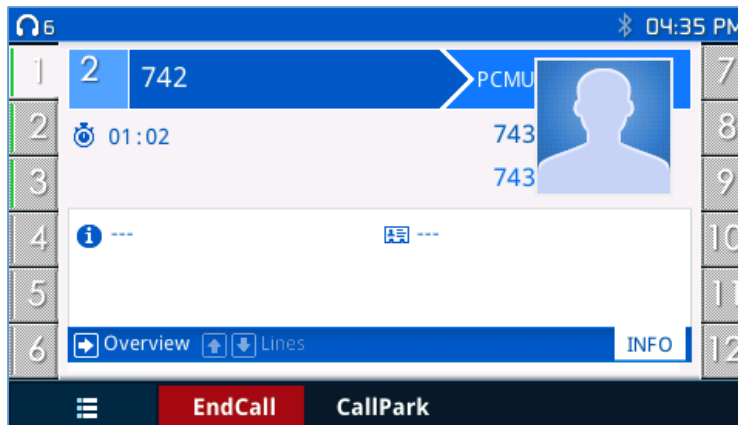 6 04:35 PM
1 2 742 PCMU 7
2 01:02 743 8
3 743 9
4 i --- --- 10
5 11
6 Overview Lines INFO 12
EndCall CallPark